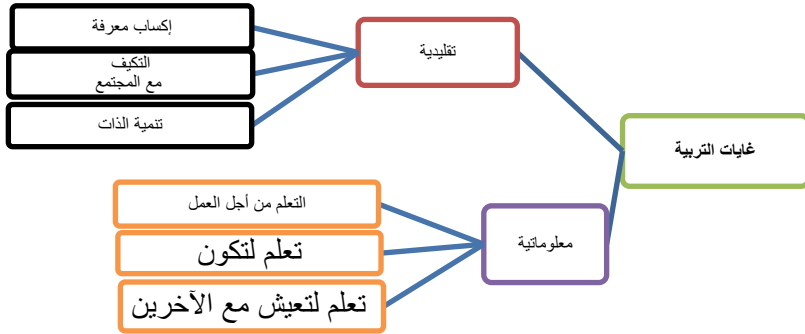 غايات التربية
تقليدية
إكساب معرفة
التكيف
مع المجتمع
تنمية الذات
معلوماتية
التعلم من أجل العمل
تعلم لتكون
تعلم لتعيش مع الآخرين